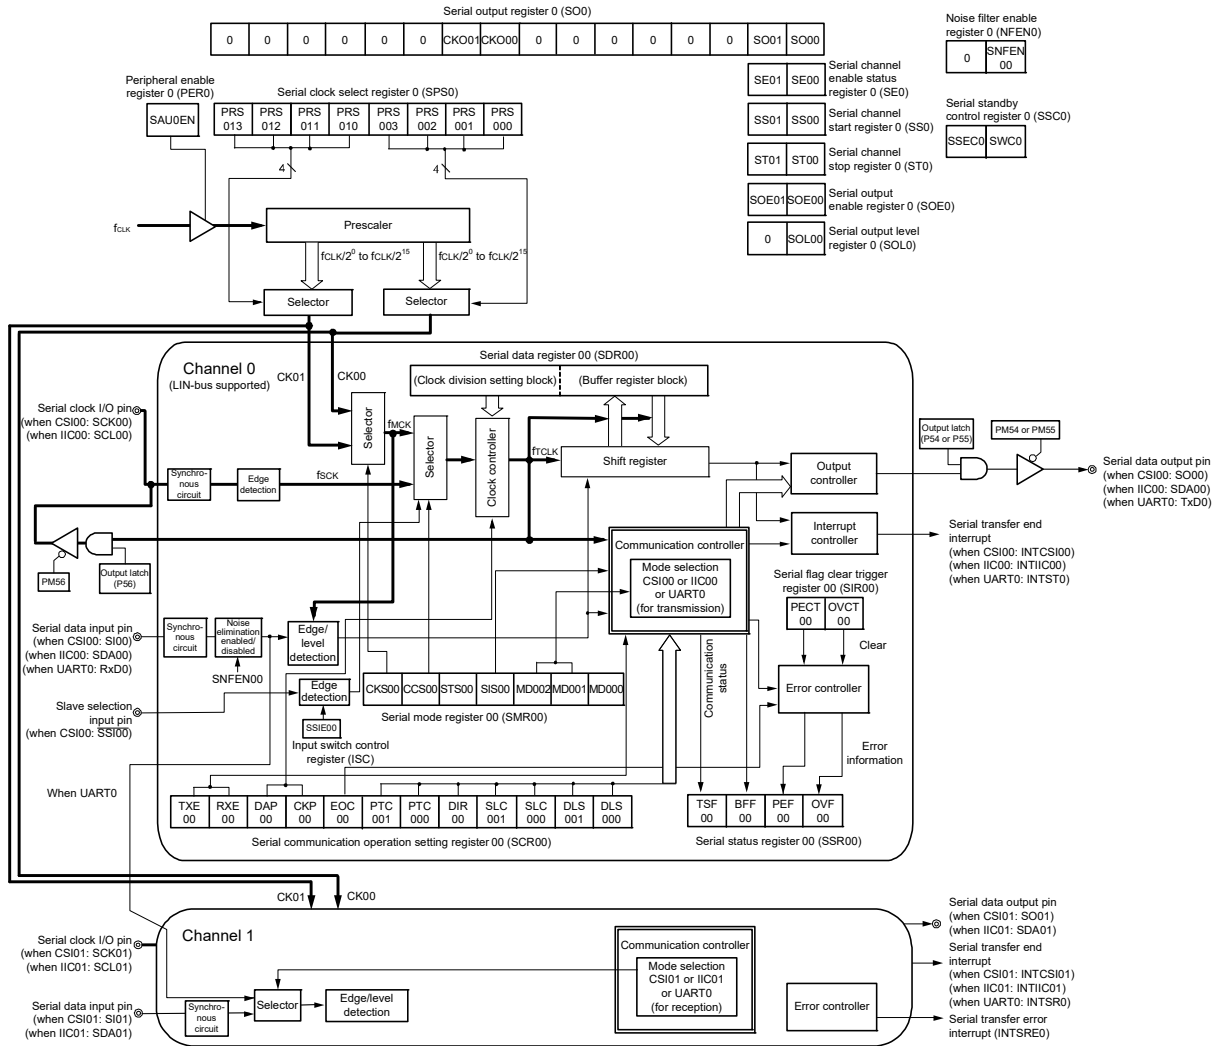 Serial output register 0 (SO0)
0 0 0 0 0 0 CKO01 CKO00 0 0 0 0 0 0 SO01 SO00
Noise filter enable
register 0 (NFEN0)
0 SNFEN
00
Peripheral enable
register 0 (PER0)
SAU0EN
Serial clock select register 0 (SPS0)
PRS PRS PRS PRS PRS PRS PRS PRS
013 012 011 010 003 002 001 000
4
4
SE01 SE00
Serial channel
enable status
register 0 (SE0)
SS01 SS00
Serial channel
start register 0 (SS0)
ST01 ST00
Serial channel
stop register 0 (ST0)
SOE01 SOE00
Serial output
enable register 0 (SOE0)
0 SOL00
Serial output level
register 0 (SOL0)
Serial standby
control register 0 (SSC0)
SSEC0 SWC0
fCLK
Prescaler
fCLK/2⁰ to fCLK/2¹⁵
fCLK/2⁰ to fCLK/2¹⁵
Selector
Selector
Channel 0
(LIN-bus supported)
CK01
CK00
Serial data register 00 (SDR00)
(Clock division setting block) (Buffer register block)
Serial clock I/O pin
(when CSI00: SCK00)
(when IIC00: SCL00)
Selector
fMCK
Selector
Clock controller
fTCLK
Shift register
Synchro-
nous
circuit
Edge
detection
fSCK
Output
controller
Output latch
(P54 or P55)
PM54 or PM55
Serial data output pin
(when CSI00: SO00)
(when IIC00: SDA00)
(when UART0: TxD0)
Interrupt
controller
Serial transfer end
interrupt
(when CSI00: INTCSI00)
(when IIC00: INTIIC00)
(when UART0: INTST0)
Communication controller
Mode selection
CSI00 or IIC00
or UART0
(for transmission)
PM56
Output latch
(P56)
Serial flag clear trigger
register 00 (SIR00)
PECT OVCT
00 00
Clear
Serial data input pin
(when CSI00: SI00)
(when IIC00: SDA00)
(when UART0: RxD0)
Synchro-
nous
circuit
Noise
elimination
enabled/
disabled
SNFEN00
Edge/
level
detection
Communication
status
Error controller
Error
information
CKS00 CCS00 STS00 SIS00 MD002 MD001 MD000
Serial mode register 00 (SMR00)
Slave selection
input pin
(when CSI00: SSI00)
Edge
detection
SSIE00
Input switch control
register (ISC)
When UART0
TXE RXE DAP CKP EOC PTC PTC DIR SLC SLC DLS DLS
00 00 00 00 00 001 000 00 001 000 001 000
Serial communication operation setting register 00 (SCR00)
TSF BFF PEF OVF
00 00 00 00
Serial status register 00 (SSR00)
CK01
CK00
Channel 1
Serial clock I/O pin
(when CSI01: SCK01)
(when IIC01: SCL01)
Serial data input pin
(when CSI01: SI01)
(when IIC01: SDA01)
Synchro-
nous
circuit
Selector
Edge/level
detection
Communication controller
Mode selection
CSI01 or IIC01
or UART0
(for reception)
Error controller
Serial data output pin
(when CSI01: SO01)
(when IIC01: SDA01)
Serial transfer end
interrupt
(when CSI01: INTCSI01)
(when IIC01: INTIIC01)
(when UART0: INTSR0)
Serial transfer error
interrupt (INTSRE0)